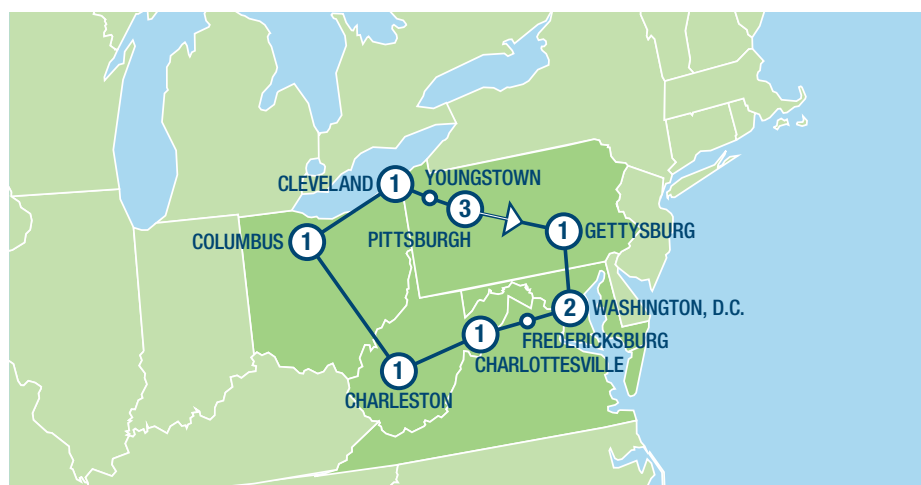 YOUNGSTOWN
CLEVELAND 1
3
COLUMBUS 1
PITTSBURGH
1 GETTYSBURG
2 WASHINGTON, D.C.
1
FREDERICKSBURG
CHARLOTTESVILLE
1
CHARLESTON